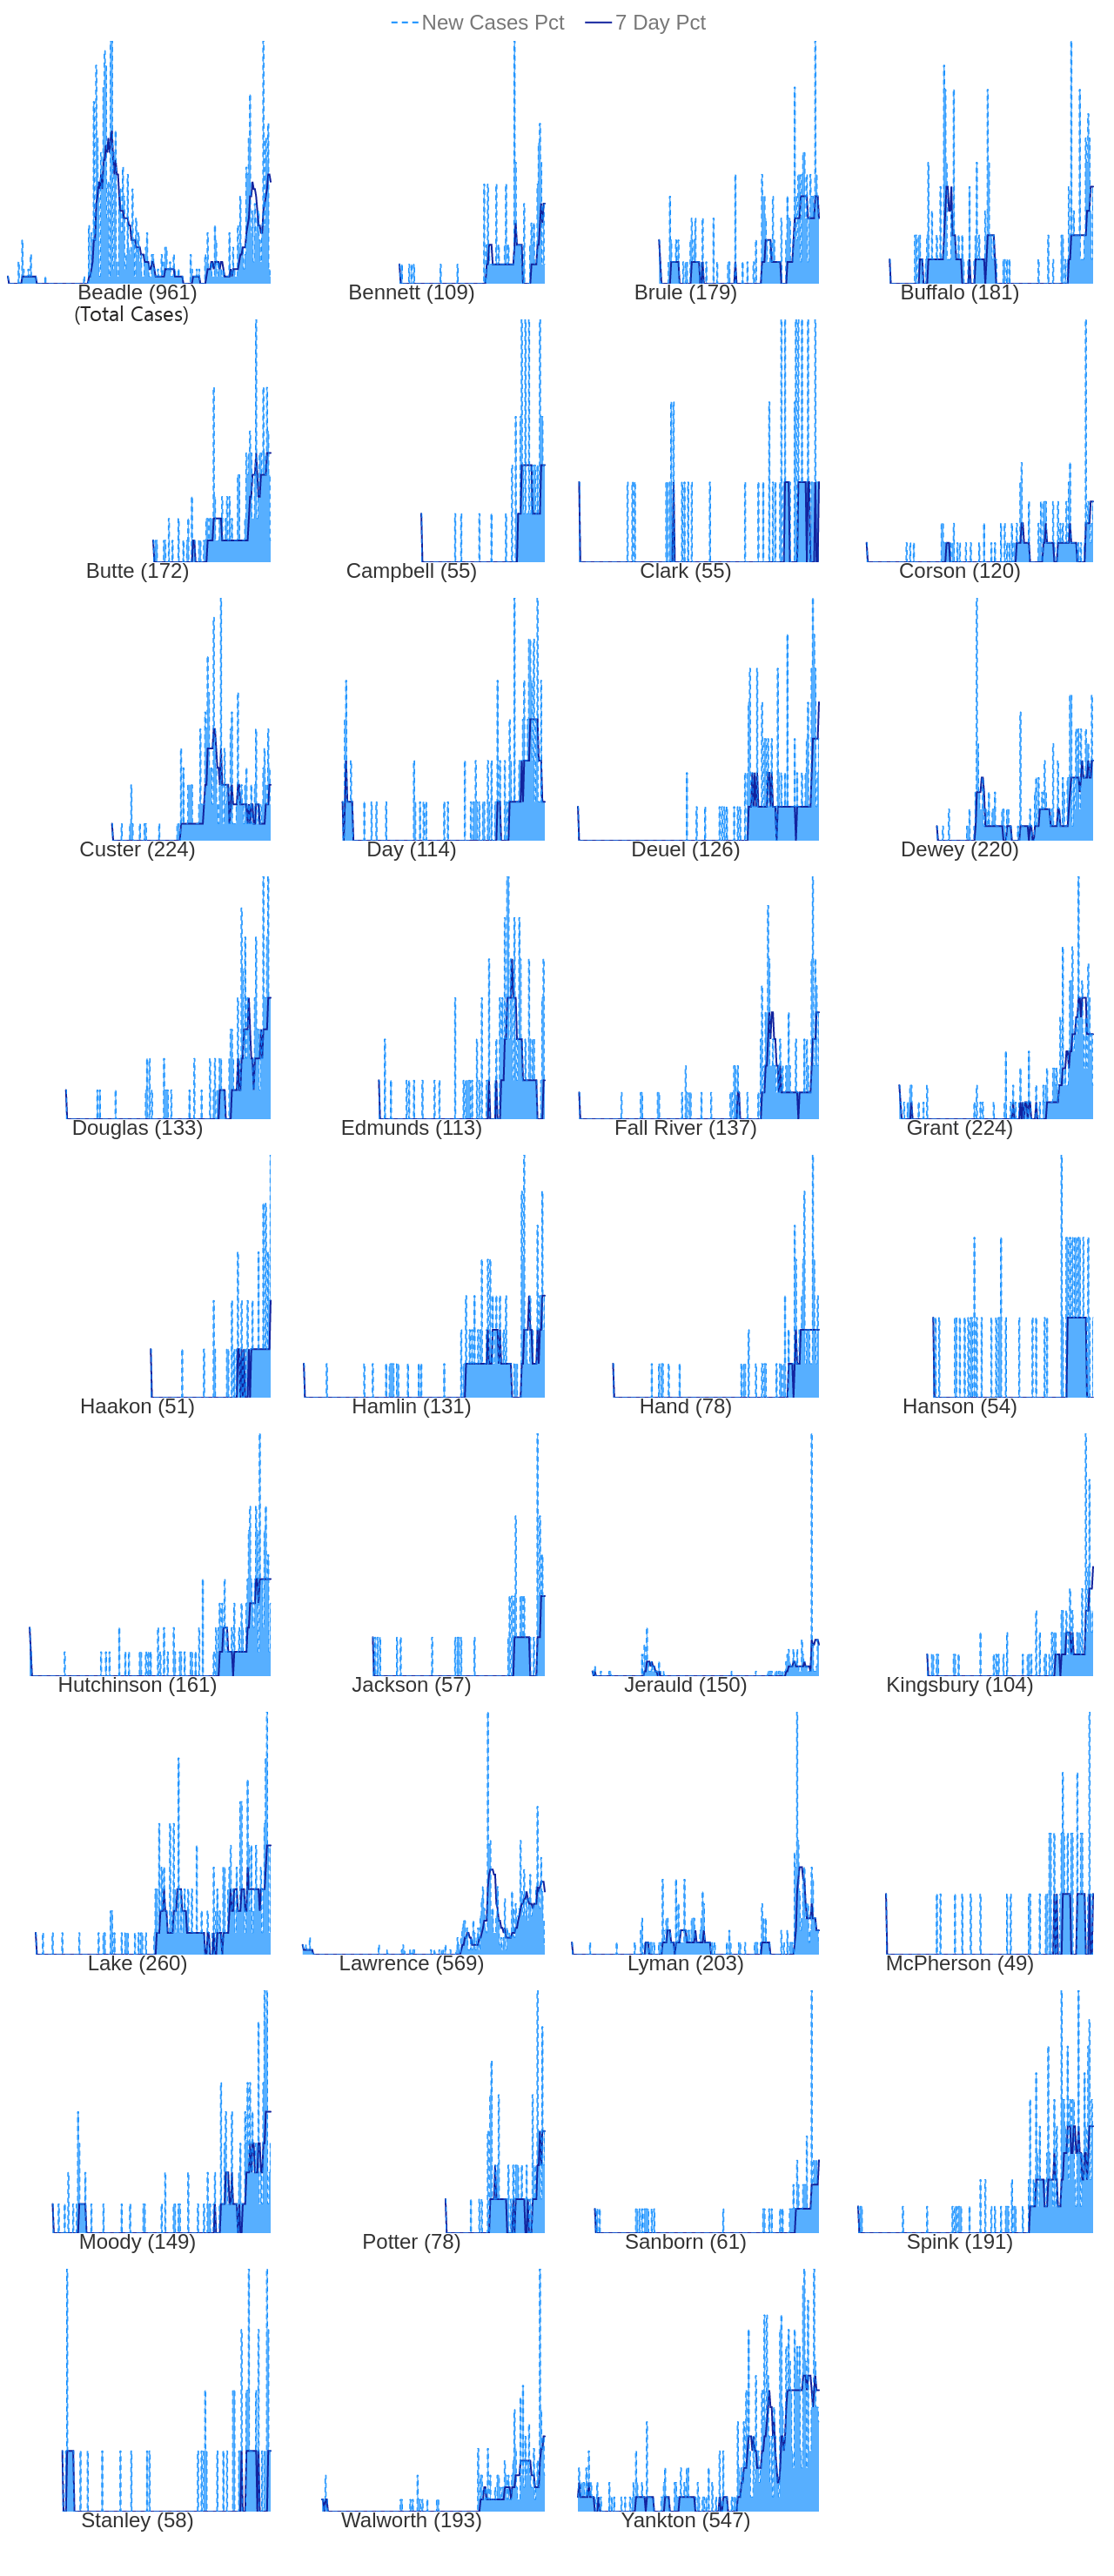 New Cases Pct 7 Day Pct
Beadle (961) Bennett (109) Brule (179) Buffalo (181)
(Total Cases)
Butte (172) Campbell (55) Clark (55) Corson (120)
Custer (224) Day (114) Deuel (126) Dewey (220)
Douglas (133) Edmunds (113) Fall River (137) Grant (224)
Haakon (51) Hamlin (131) Hand (78) Hanson (54)
Hutchinson (161) Jackson (57) Jerauld (150) Kingsbury (104)
Lake (260) Lawrence (569) Lyman (203) McPherson (49)
Moody (149) Potter (78) Sanborn (61) Spink (191)
Stanley (58) Walworth (193) Yankton (547)